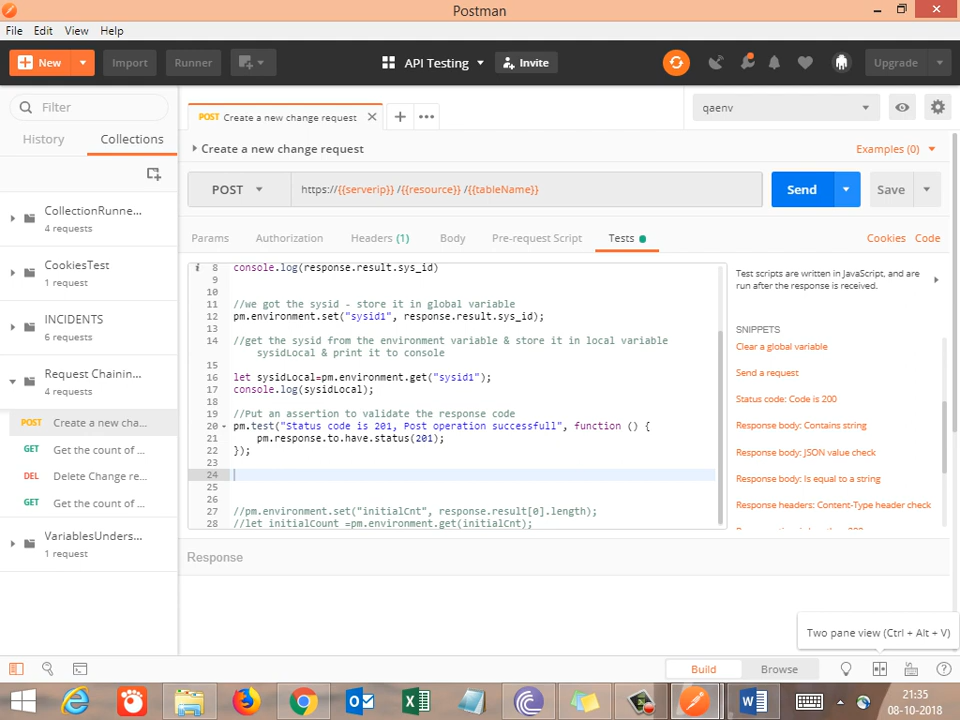 Postman
File Edit View Help
New Import Runner API Testing Invite Upgrade
Filter
History Collections
CollectionRunne...
4 requests
CookiesTest
1 request
INCIDENTS
6 requests
Request Chainin...
4 requests
POST Create a new cha...
GET Get the count of ...
DEL Delete Change re...
GET Get the count of ...
VariablesUnders...
1 request
POST Create a new change request
qaenv
Create a new change request
Examples (0)
POST https://{{serverip}} /{{resource}} /{{tableName}} Send Save
Params Authorization Headers (1) Body Pre-request Script Tests Cookies Code
8 console.log(response.result.sys_id)
9
10
11 //we got the sysid - store it in global variable
12 pm.environment.set("sysid1", response.result.sys_id);
13
14 //get the sysid from the environment variable & store it in local variable
sysidLocal & print it to console
15
16 let sysidLocal=pm.environment.get("sysid1");
17 console.log(sysidLocal);
18
19 //Put an assertion to validate the response code
20 pm.test("Status code is 201, Post operation successfull", function () {
21 pm.response.to.have.status(201);
22 });
23
24
25
26
27 //pm.environment.set("initialCnt", response.result[0].length);
28 //let initialCount =pm.environment.get(initialCnt);
Test scripts are written in JavaScript, and are
run after the response is received.
SNIPPETS
Clear a global variable
Send a request
Status code: Code is 200
Response body: Contains string
Response body: JSON value check
Response body: Is equal to a string
Response headers: Content-Type header check
Response
Two pane view (Ctrl + Alt + V)
Build Browse
21:35
08-10-2018